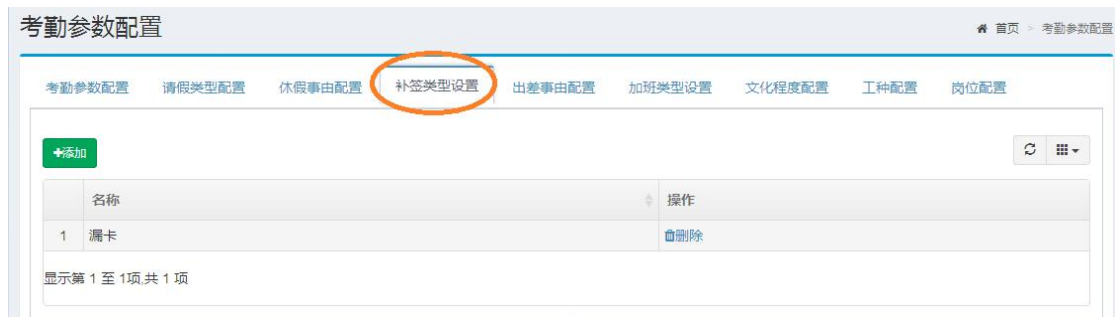 考勤参数配置
首页 > 考勤参数配置
考勤参数配置 请假类型配置 休假事由配置 补签类型设置 出差事由配置 加班类型设置 文化程度配置 工种配置 岗位配置
+添加
名称 操作
1 漏卡 删除
显示第 1 至 1项,共 1 项